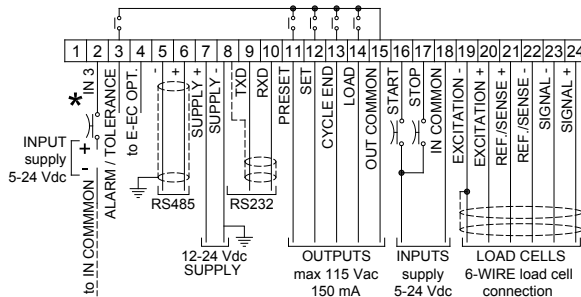 1 2 3 4 5 6 7 8 9 10 11 12 13 14 15 16 17 18 19 20 21 22 23 24
* IN 3
ALARM / TOLERANCE
to E-EC OPT.
-
+
SUPPLY +
SUPPLY -
TXD
RXD
PRESET
SET
CYCLE END
LOAD
OUT COMMON
START
STOP
IN COMMON
EXCITATION -
EXCITATION +
REF./SENSE +
REF./SENSE -
SIGNAL-
SIGNAL +
INPUT
supply
5-24 Vdc
+
-
to IN COMMMON
RS485
RS232
12-24 Vdc
SUPPLY
OUTPUTS
max 115 Vac
150 mA
INPUTS
supply
5-24 Vdc
LOAD CELLS
6-WIRE load cell
connection